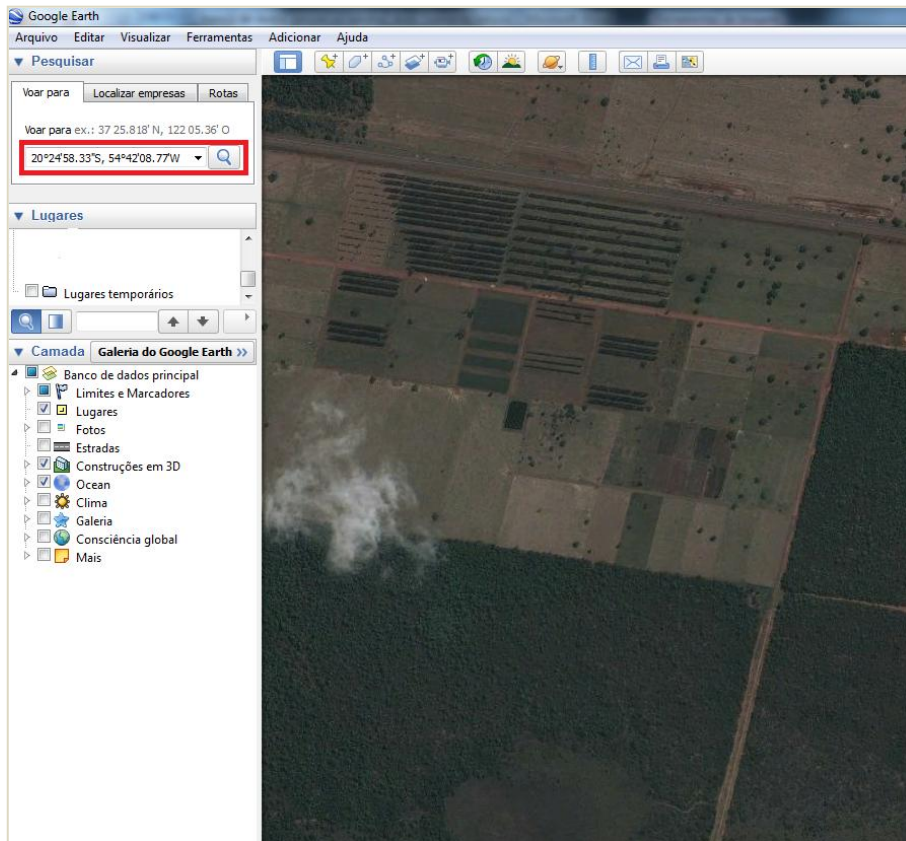 Google Earth
Arquivo Editar Visualizar Ferramentas Adicionar Ajuda
Pesquisar
Voar para Localizar empresas Rotas
Voar para ex.: 37 25.818' N, 122 05.36' O
20°24'58.33"S, 54°42'08.77'W
Lugares
Lugares temporários
Camada Galeria do Google Earth >>
Banco de dados principal
Limites e Marcadores
Lugares
Fotos
Estradas
Construções em 3D
Ocean
Clima
Galeria
Consciência global
Mais